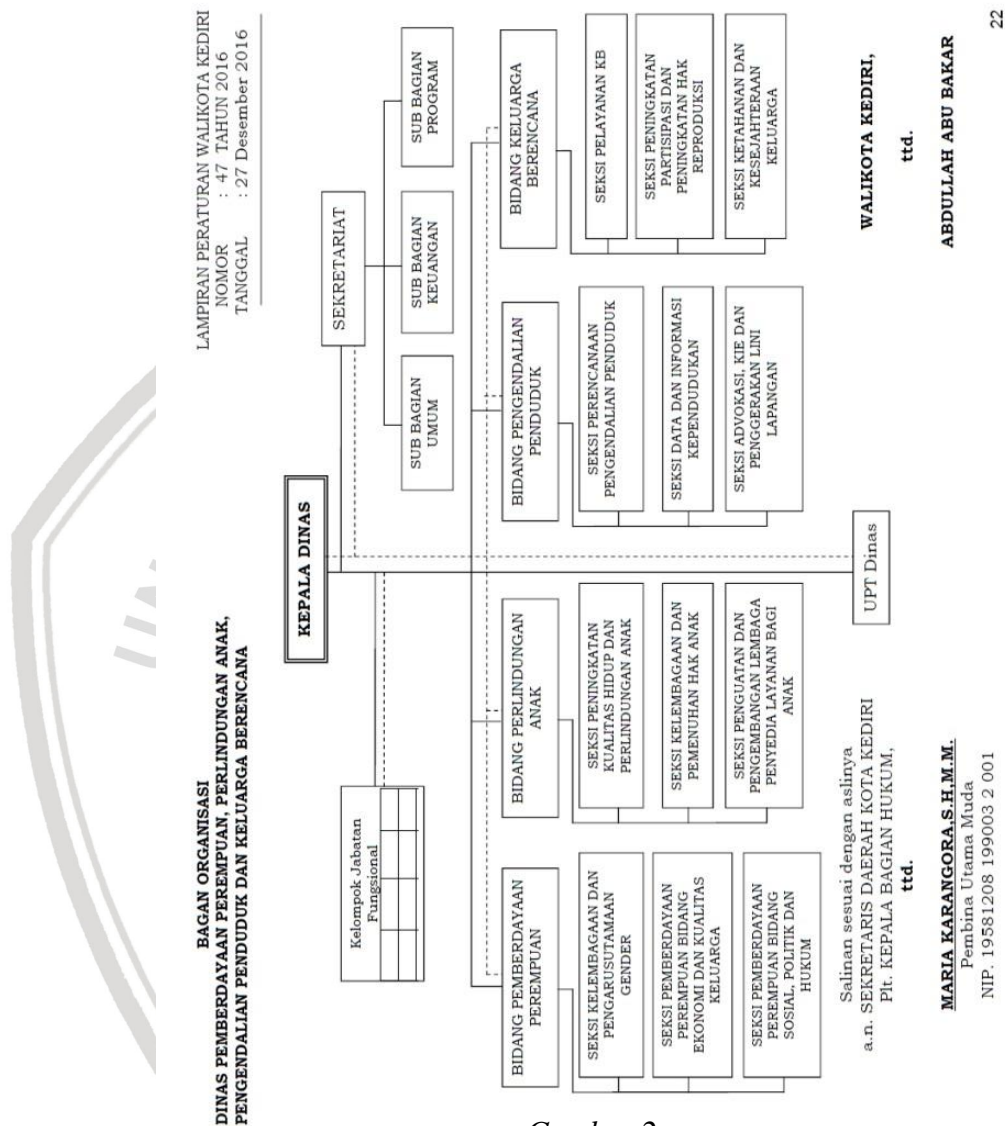 BAGAN ORGANISASI
DINAS PEMBERDAYAAN PEREMPUAN, PERLINDUNGAN ANAK,
PENGENDALIAN PENDUDUK DAN KELUARGA BERENCANA
LAMPIRAN PERATURAN WALIKOTA KEDIRI
NOMOR : 47 TAHUN 2016
TANGGAL : 27 Desember 2016
KEPALA DINAS
Kelompok Jabatan
Fungsional
SEKRETARIAT
SUB BAGIAN
UMUM
SUB BAGIAN
KEUANGAN
SUB BAGIAN
PROGRAM
BIDANG PEMBERDAYAAN
PEREMPUAN
SEKSI KELEMBAGAAN DAN
PENGARUSUTAMAAN
GENDER
SEKSI PEMBERDAYAAN
PEREMPUAN BIDANG
EKONOMI DAN KUALITAS
KELUARGA
SEKSI PEMBERDAYAAN
PEREMPUAN BIDANG
SOSIAL, POLITIK DAN
HUKUM
BIDANG PERLINDUNGAN
ANAK
SEKSI PENINGKATAN
KUALITAS HIDUP DAN
PERLINDUNGAN ANAK
SEKSI KELEMBAGAAN DAN
PEMENUHAN HAK ANAK
SEKSI PENGUATAN DAN
PENGEMBANGAN LEMBAGA
PENYEDIA LAYANAN BAGI
ANAK
BIDANG PENGENDALIAN
PENDUDUK
SEKSI PERENCANAAN
PENGENDALIAN PENDUDUK
SEKSI DATA DAN INFORMASI
KEPENDUDUKAN
SEKSI ADVOKASI, KIE DAN
PENGGERAKAN LINI
LAPANGAN
BIDANG KELUARGA
BERENCANA
SEKSI PELAYANAN KB
SEKSI PENINGKATAN
PARTISIPASI DAN
PENINGKATAN HAK
REPRODUKSI
SEKSI KETAHANAN DAN
KESEJAHTERAAN
KELUARGA
UPT Dinas
Salinan sesuai dengan aslinya
a.n. SEKRETARIS DAERAH KOTA KEDIRI
Plt. KEPALA BAGIAN HUKUM,
ttd.
MARIA KARANGORA,S.H,M.M.
Pembina Utama Muda
NIP. 19581208 199003 2 001
WALIKOTA KEDIRI,
ttd.
ABDULLAH ABU BAKAR
22